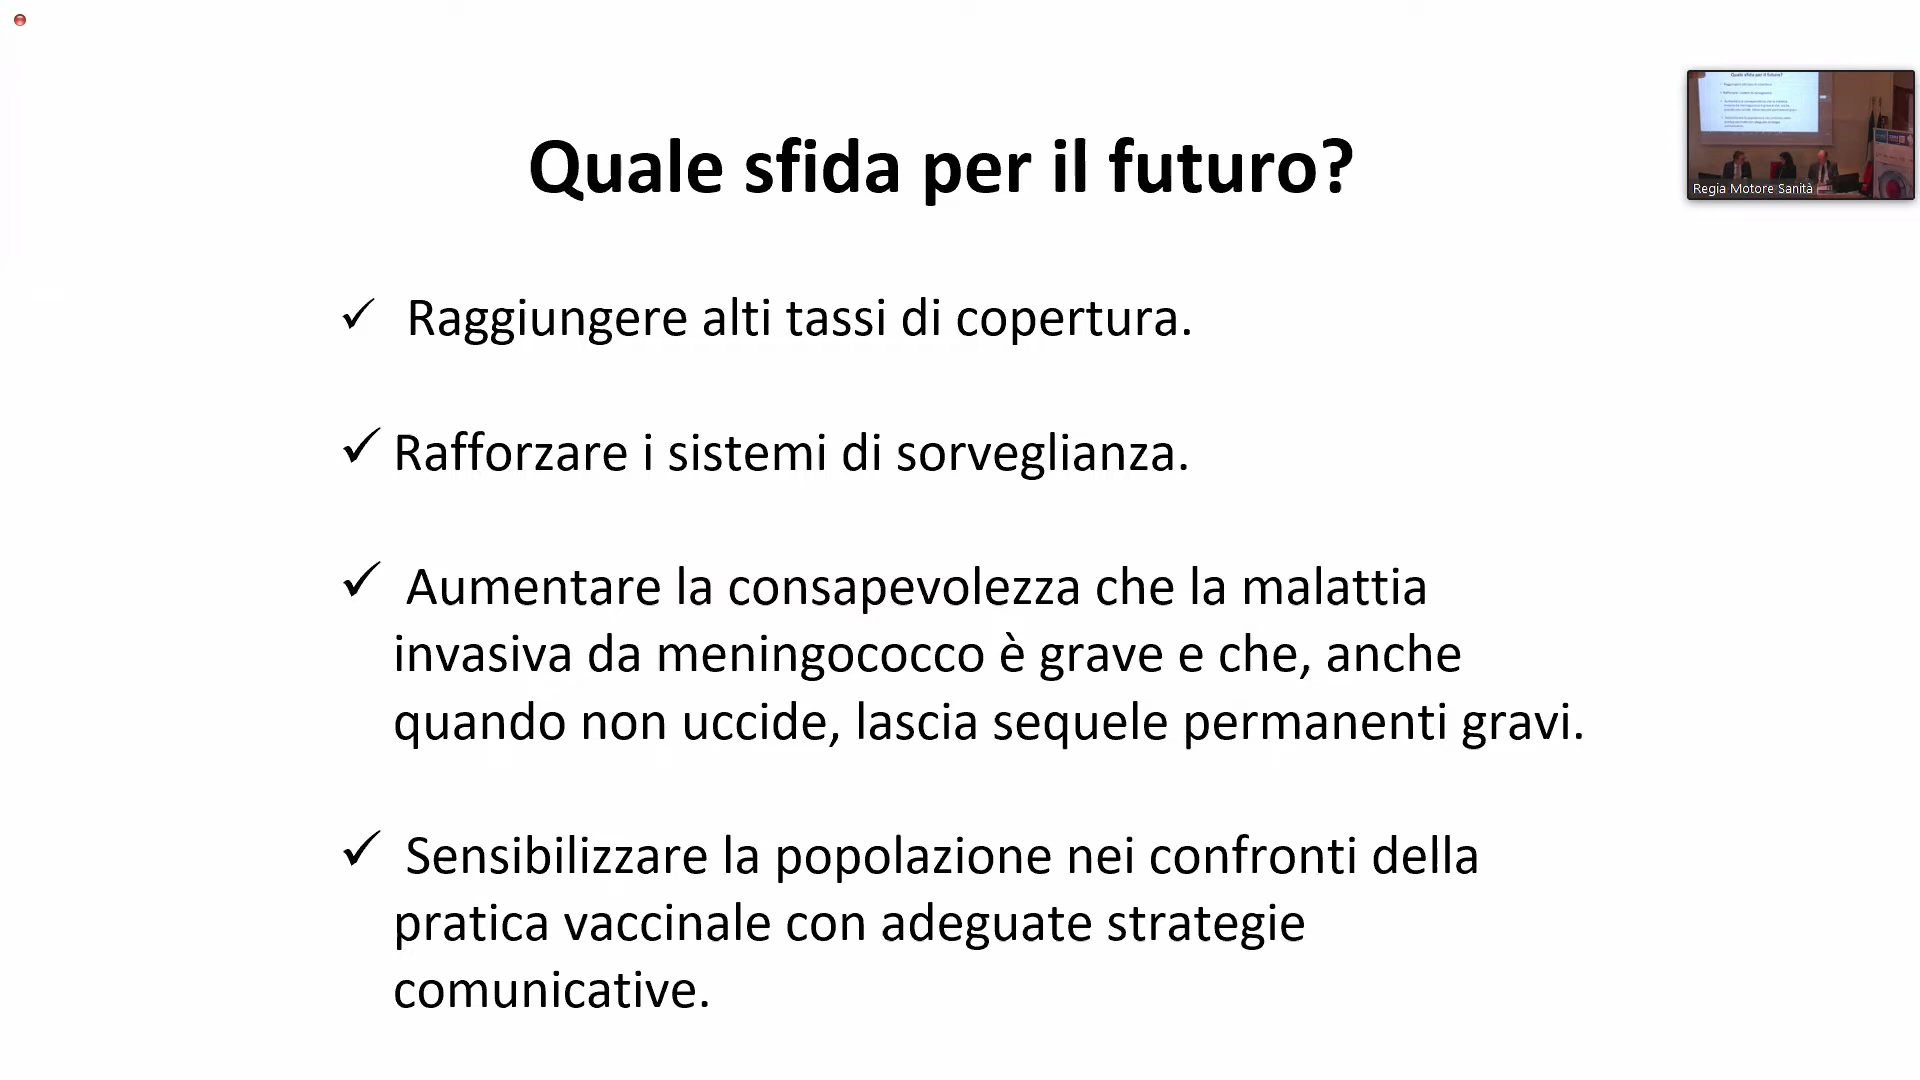 Quale sfida per il futuro?
Regia Motore Sanità
✓ Raggiungere alti tassi di copertura.
✓ Rafforzare i sistemi di sorveglianza.
✓ Aumentare la consapevolezza che la malattia
invasiva da meningococco è grave e che, anche
quando non uccide, lascia sequele permanenti gravi.
✓ Sensibilizzare la popolazione nei confronti della
pratica vaccinale con adeguate strategie
comunicative.